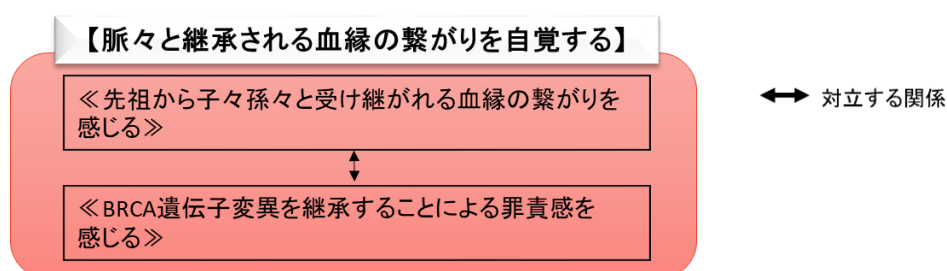 【脈々と継承される血縁の繋がりを自覚する】
≪先祖から子々孫々と受け継がれる血縁の繋がりを
感じる≫
対立する関係
≪BRCA遺伝子変異を継承することによる罪責感を
感じる≫